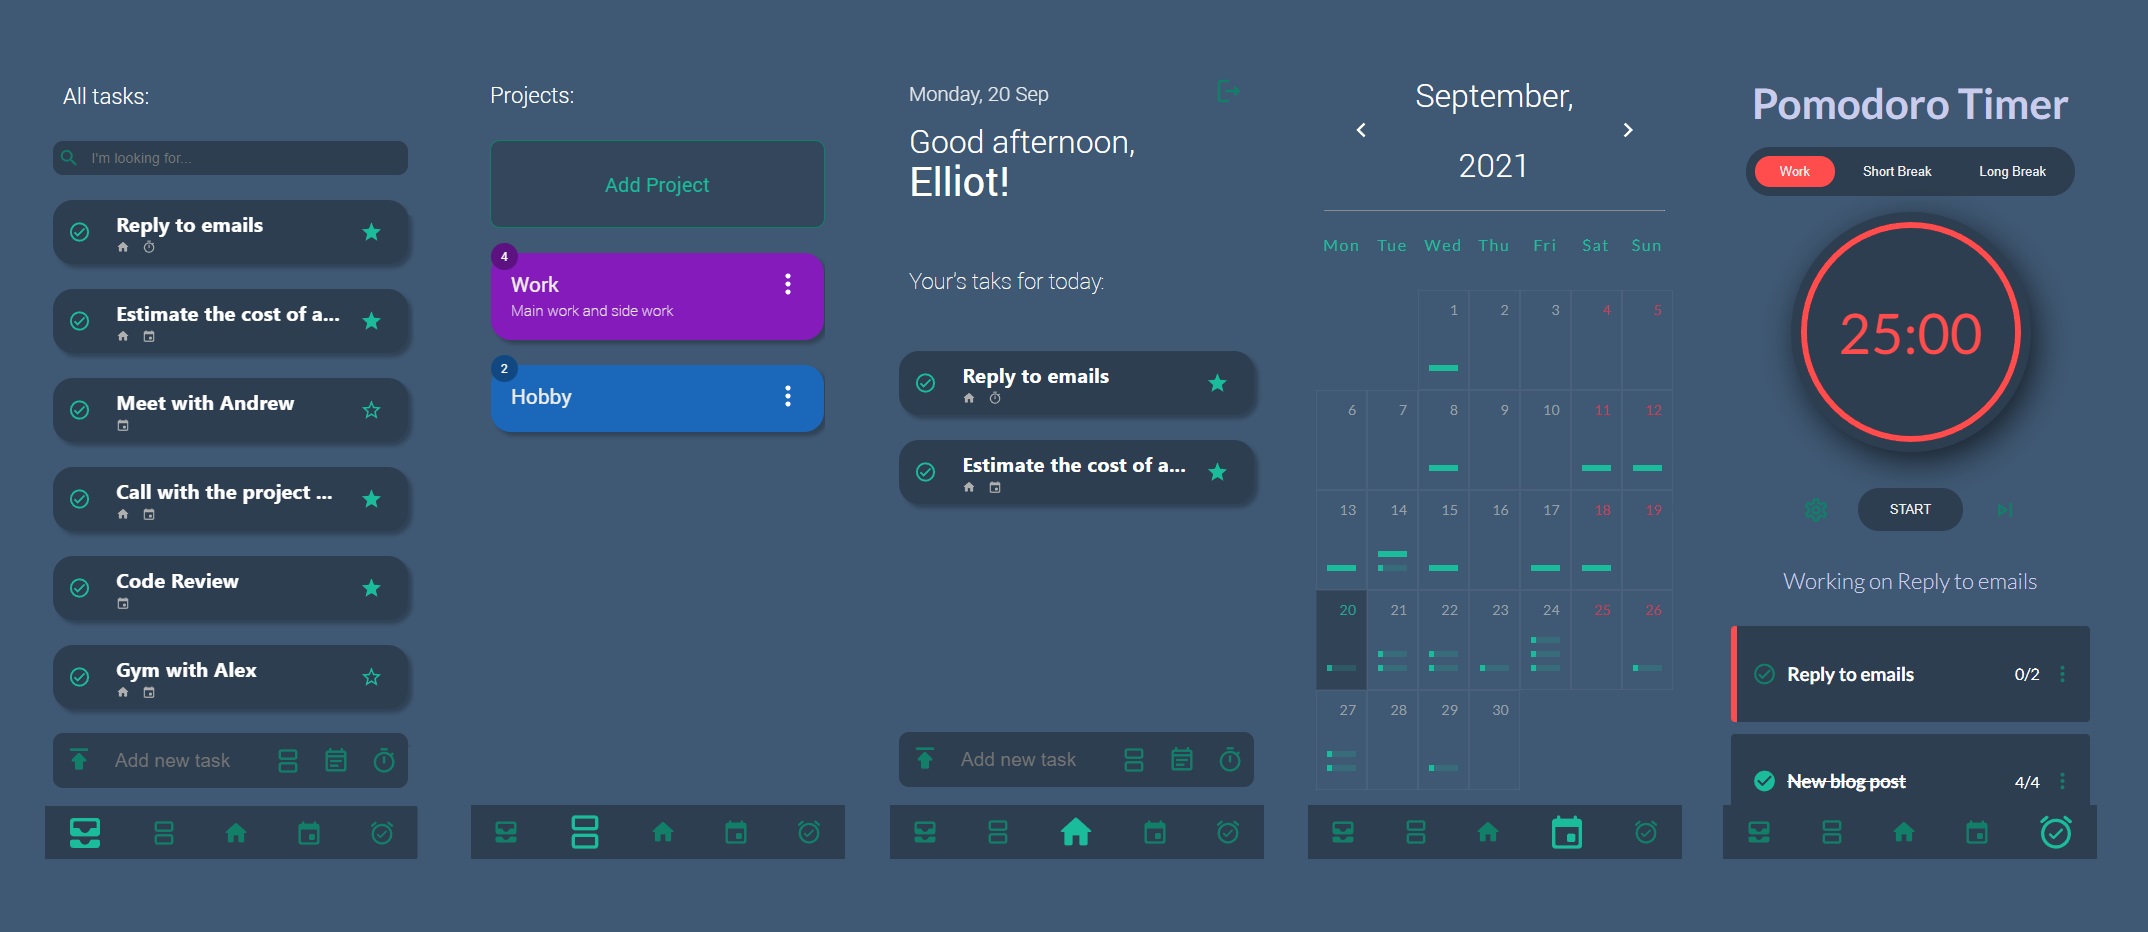 All tasks:
I'm looking for...
Reply to emails
Estimate the cost of a...
Meet with Andrew
Call with the project ...
Code Review
Gym with Alex
Add new task
Projects:
Add Project
4
Work
Main work and side work
2
Hobby
Monday, 20 Sep
Good afternoon,
Elliot!
Your's taks for today:
Reply to emails
Estimate the cost of a...
Add new task
September,
2021
Mon Tue Wed Thu Fri Sat Sun
1 2 3 4 5
6 7 8 9 10 11 12
13 14 15 16 17 18 19
20 21 22 23 24 25 26
27 28 29 30
Pomodoro Timer
Work Short Break Long Break
25:00
START
Working on Reply to emails
Reply to emails 0/2
New blog post 4/4